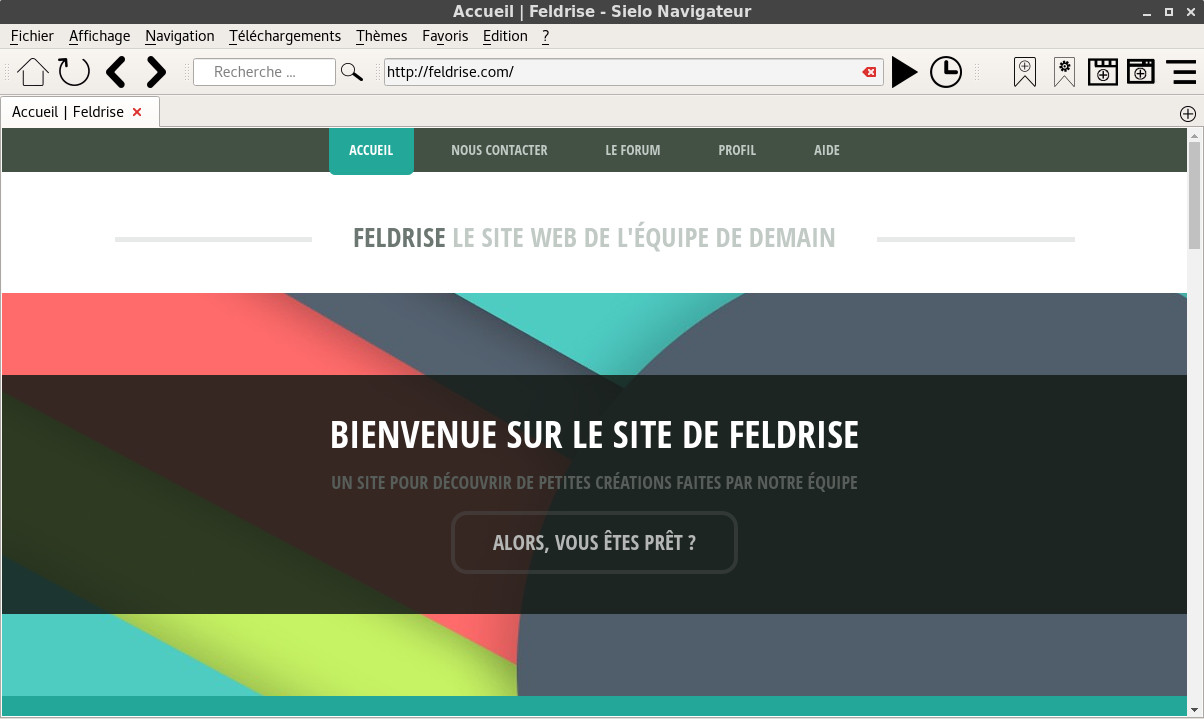 Accueil | Feldrise - Sielo Navigateur
Fichier Affichage Navigation Téléchargements Thèmes Favoris Edition ?
Recherche ... http://feldrise.com/
Accueil | Feldrise
ACCUEIL NOUS CONTACTER LE FORUM PROFIL AIDE
FELDRISE LE SITE WEB DE L'ÉQUIPE DE DEMAIN
BIENVENUE SUR LE SITE DE FELDRISE
UN SITE POUR DÉCOUVRIR DE PETITES CRÉATIONS FAITES PAR NOTRE ÉQUIPE
ALORS, VOUS ÊTES PRÊT ?